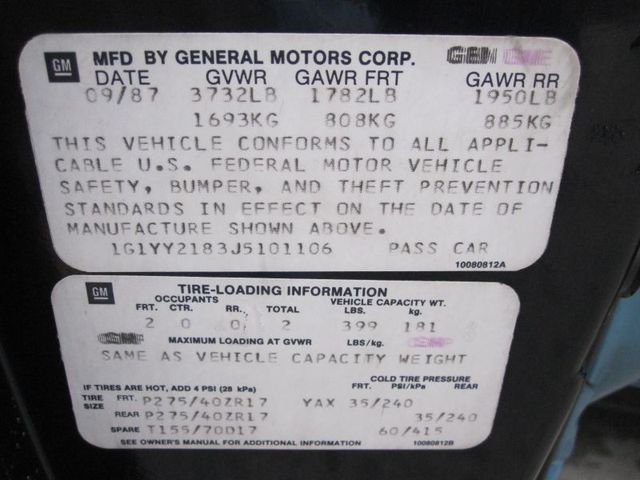 GM MFD BY GENERAL MOTORS CORP.
DATE GVWR GAWR FRT GAWR RR
09/87 3732LB 1782LB 1950LB
1693KG 808KG 885KG
THIS VEHICLE CONFORMS TO ALL APPLI-
CABLE U.S. FEDERAL MOTOR VEHICLE
SAFETY, BUMPER, AND THEFT PREVENTION
STANDARDS IN EFFECT ON THE DATE OF
MANUFACTURE SHOWN ABOVE.
1G1YY2183J5101106 PASS CAR
10080812A
GM TIRE-LOADING INFORMATION
OCCUPANTS VEHICLE CAPACITY WT.
FRT. CTR. RR. TOTAL LBS. kg.
2 0 0 2 399 181
MAXIMUM LOADING AT GVWR LBS/kg.
SAME AS VEHICLE CAPACITY WEIGHT
IF TIRES ARE HOT, ADD 4 PSI (28 kPa) COLD TIRE PRESSURE
FRT. PSI/kPa REAR
TIRE SIZE FRT. P275/40ZR17 YAX 35/240
REAR P275/40ZR17 35/240
SPARE T155/70D17 60/415
SEE OWNER'S MANUAL FOR ADDITIONAL INFORMATION 10080812B